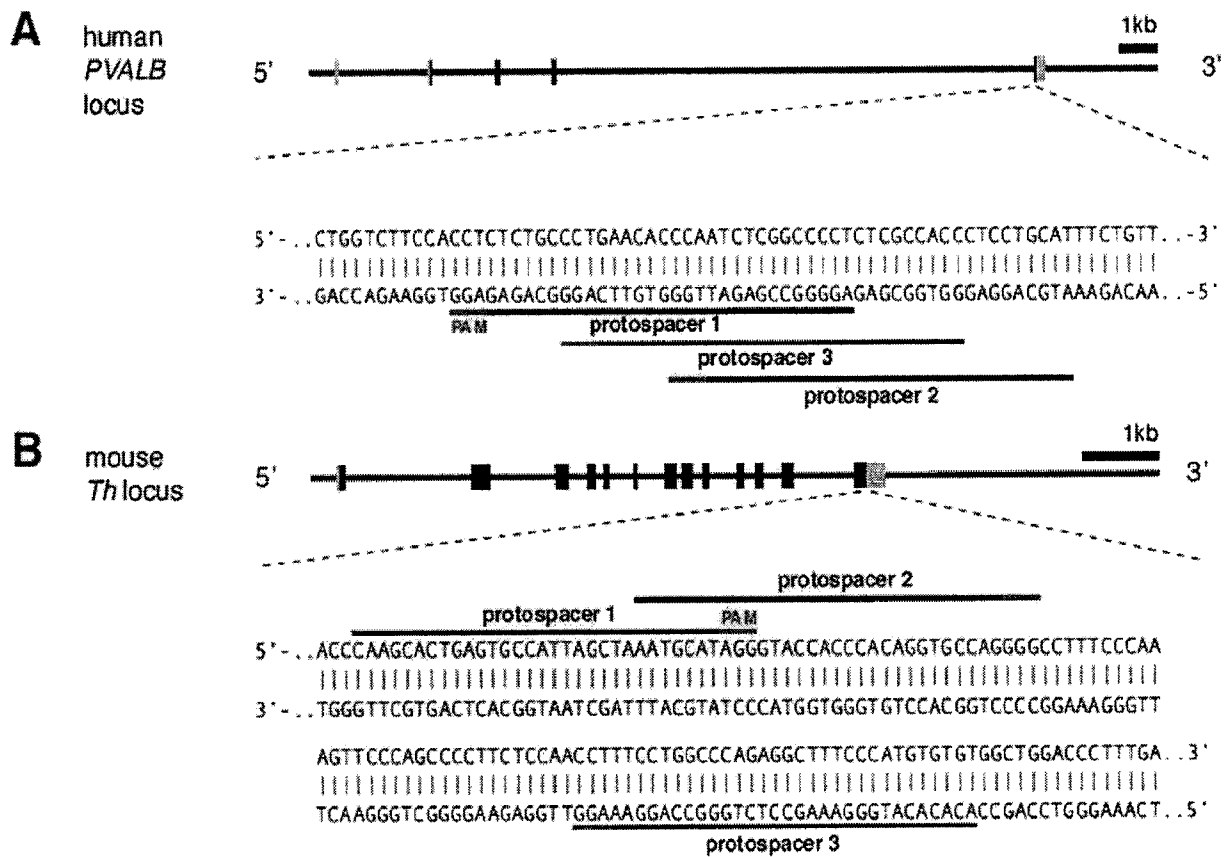 A
human
PVALB
locus
5'
1kb
3'
5'-..CTGGTCTTCCACCTCTCTGCCCTGAACACCCAATCTCGGCCCCTCTCGCCACCCTCCTGCATTTCTGTT..-3'
3'-..GACCAGAAGGTGGAGAGACGGGACTTGTGGGTTAGAGCCGGGGAGAGCGGTGGGAGGACGTAAAGACAA..-5'
PAM
protospacer 1
protospacer 3
protospacer 2
B
mouse
Th locus
5'
1kb
3'
protospacer 2
protospacer 1
PAM
5'-..ACCCAAGCACTGAGTGCCATTAGCTAAATGCATAGGGTACCACCCACAGGTGCCAGGGGCCTTTCCCAA
3'-..TGGGTTCGTGACTCACGGTAATCGATTTACGTATCCCATGGTGGGTGTCCACGGTCCCCGGAAAGGGTT
AGTTCCCAGCCCCTTCTCCAACCTTTCCTGGCCCAGAGGCTTTCCCATGTGTGTGGCTGGACCCTTTGA..3'
TCAAGGGTCGGGGAAGAGGTTGGAAAGGACCGGGTCTCCGAAAGGGTACACACACCGACCTGGGAAACT..5'
protospacer 3